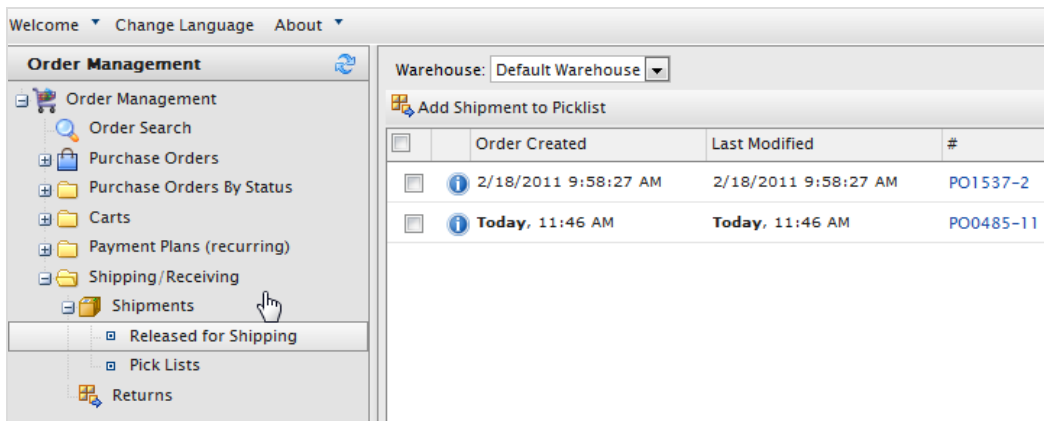 Welcome Change Language About
Order Management
Order Management
Order Search
Purchase Orders
Purchase Orders By Status
Carts
Payment Plans (recurring)
Shipping/Receiving
Shipments
Released for Shipping
Pick Lists
Returns
Warehouse: Default Warehouse
Add Shipment to Picklist
Order Created Last Modified #
2/18/2011 9:58:27 AM 2/18/2011 9:58:27 AM PO1537-2
Today, 11:46 AM Today, 11:46 AM PO0485-11